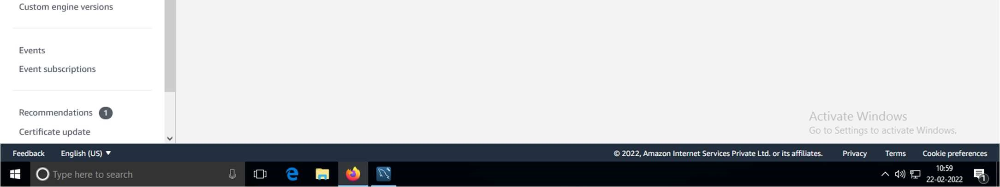 Custom engine versions
Events
Event subscriptions
Recommendations 1
Certificate update
Activate Windows
Go to Settings to activate Windows.
Feedback English (US) © 2022, Amazon Internet Services Private Ltd. or its affiliates. Privacy Terms Cookie preferences
Type here to search
10:59
22-02-2022
1